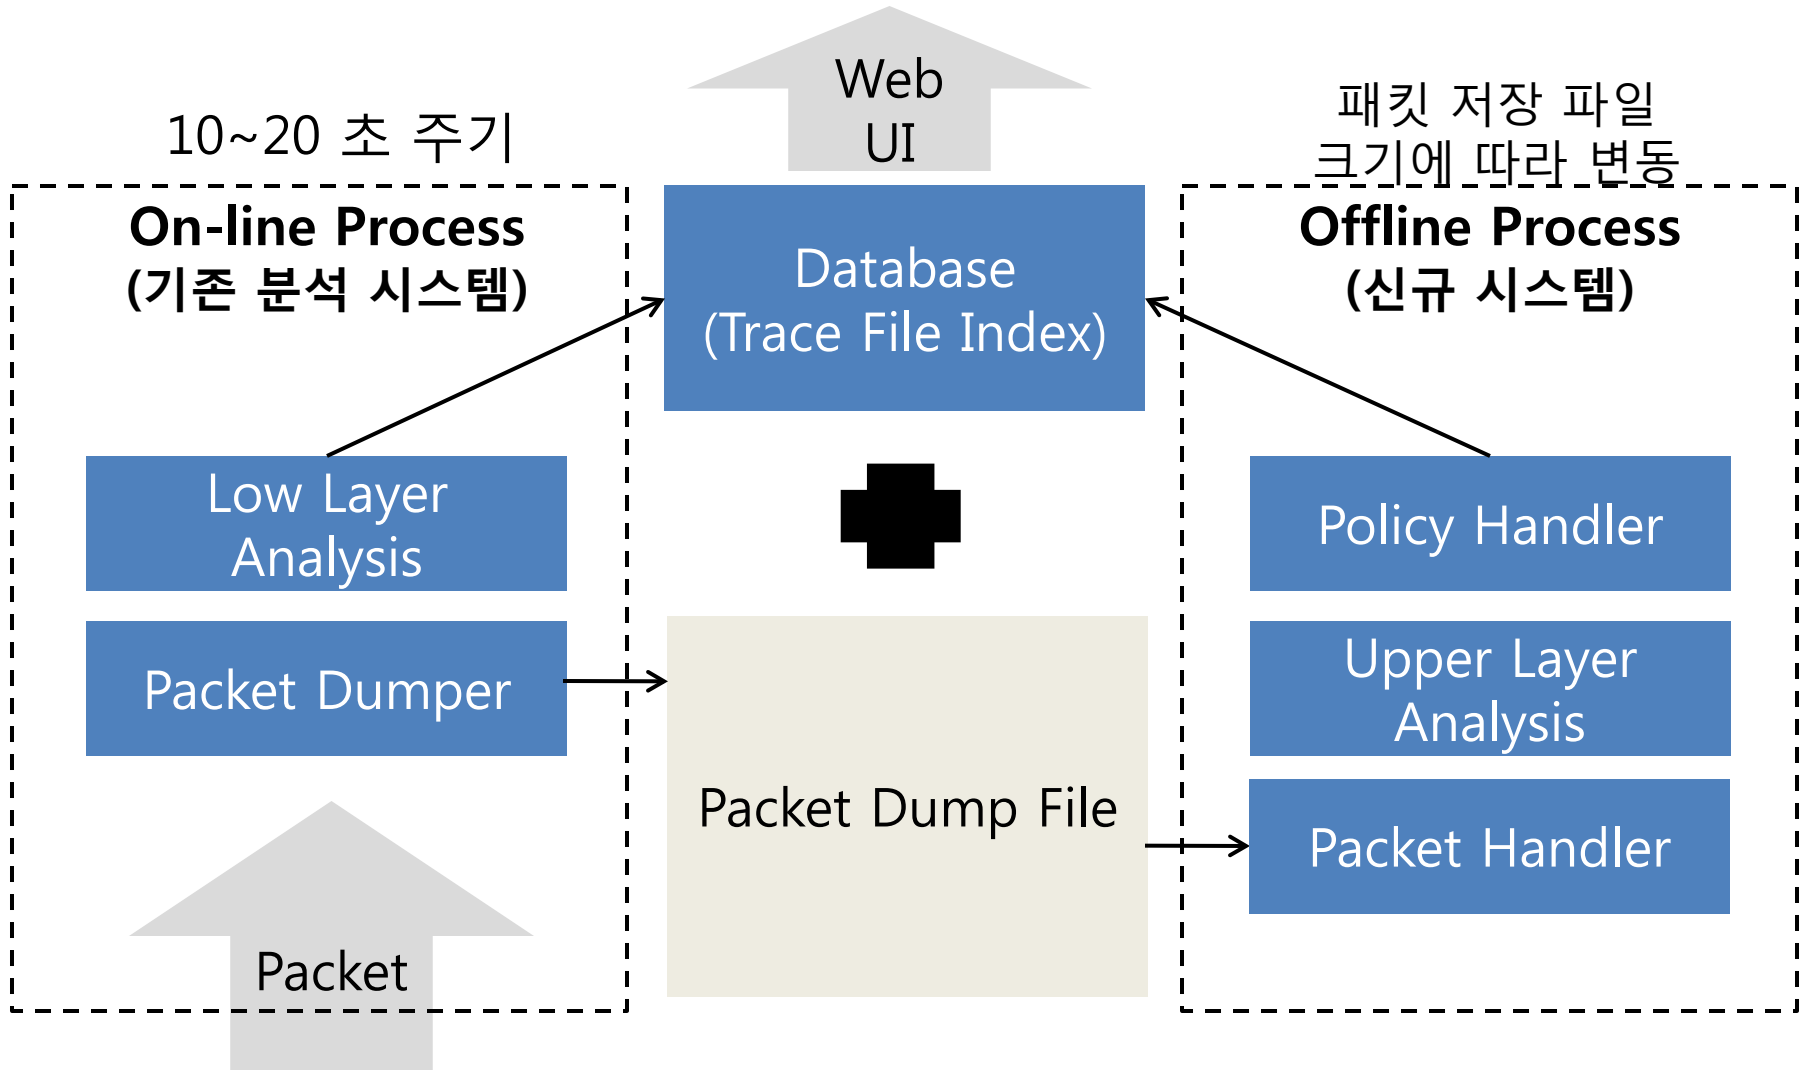 Web
UI
10~20 초 주기
패킷 저장 파일
크기에 따라 변동
On-line Process
(기존 분석 시스템)
Database
(Trace File Index)
Offline Process
(신규 시스템)
Low Layer
Analysis
Policy Handler
Packet Dumper
Upper Layer
Analysis
Packet Dump File
Packet Handler
Packet